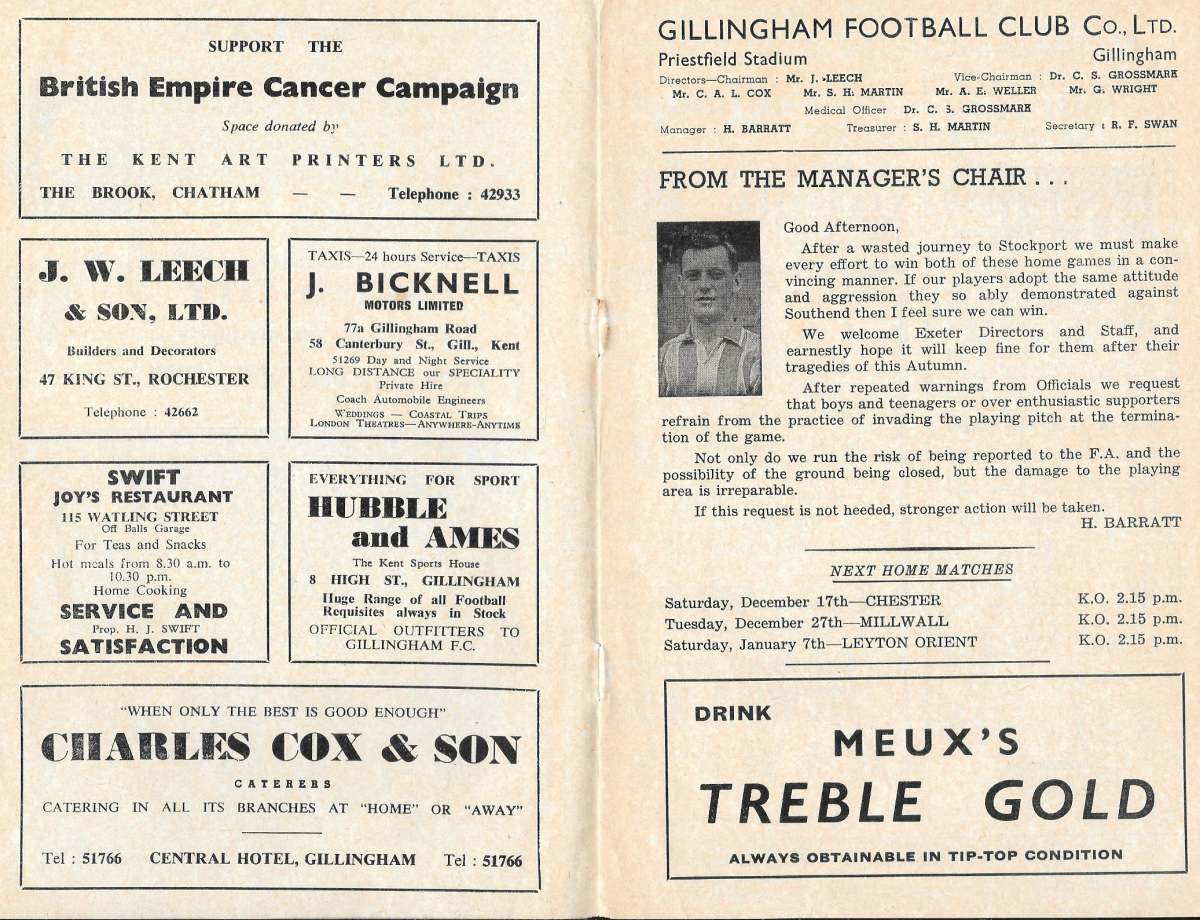 SUPPORT THE
British Empire Cancer Campaign
Space donated by
THE KENT ART PRINTERS LTD.
THE BROOK, CHATHAM — — Telephone : 42933
J. W. LEECH
& SON, LTD.
Builders and Decorators
47 KING ST., ROCHESTER
Telephone : 42662
TAXIS—24 hours Service—TAXIS
J. BICKNELL
MOTORS LIMITED
77a Gillingham Road
58 Canterbury St., Gill., Kent
51269 Day and Night Service
LONG DISTANCE our SPECIALITY
Private Hire
Coach Automobile Engineers
WEDDINGS — COASTAL TRIPS
LONDON THEATRES—ANYWHERE-ANYTIME
SWIFT
JOY'S RESTAURANT
115 WATLING STREET
Off Balls Garage
For Teas and Snacks
Hot meals from 8.30 a.m. to
10.30 p.m.
Home Cooking
SERVICE AND
Prop. H. J. SWIFT
SATISFACTION
EVERYTHING FOR SPORT
HUBBLE
and AMES
The Kent Sports House
8 HIGH ST., GILLINGHAM
Huge Range of all Football
Requisites always in Stock
OFFICIAL OUTFITTERS TO
GILLINGHAM F.C.
"WHEN ONLY THE BEST IS GOOD ENOUGH"
CHARLES COX & SON
CATERERS
CATERING IN ALL ITS BRANCHES AT "HOME" OR "AWAY"
Tel : 51766 CENTRAL HOTEL, GILLINGHAM Tel : 51766
GILLINGHAM FOOTBALL CLUB Co., LTD.
Priestfield Stadium Gillingham
Directors—Chairman : Mr. J. LEECH Vice-Chairman : Dr. C. S. GROSSMARK
Mr. C. A. L. COX Mr. S. H. MARTIN Mr. A. E. WELLER Mr. G. WRIGHT
Medical Officer Dr. C. S. GROSSMARK
Manager : H. BARRATT Treasurer : S. H. MARTIN Secretary : R. F. SWAN
FROM THE MANAGER'S CHAIR . . .
Good Afternoon,
After a wasted journey to Stockport we must make
every effort to win both of these home games in a con-
vincing manner. If our players adopt the same attitude
and aggression they so ably demonstrated against
Southend then I feel sure we can win.
We welcome Exeter Directors and Staff, and
earnestly hope it will keep fine for them after their
tragedies of this Autumn.
After repeated warnings from Officials we request
that boys and teenagers or over enthusiastic supporters
refrain from the practice of invading the playing pitch at the termina-
tion of the game.
Not only do we run the risk of being reported to the F.A. and the
possibility of the ground being closed, but the damage to the playing
area is irreparable.
If this request is not heeded, stronger action will be taken.
H. BARRATT
NEXT HOME MATCHES
Saturday, December 17th—CHESTER K.O. 2.15 p.m.
Tuesday, December 27th—MILLWALL K.O. 2.15 p.m.
Saturday, January 7th—LEYTON ORIENT K.O. 2.15 p.m.
DRINK
MEUX'S
TREBLE GOLD
ALWAYS OBTAINABLE IN TIP-TOP CONDITION